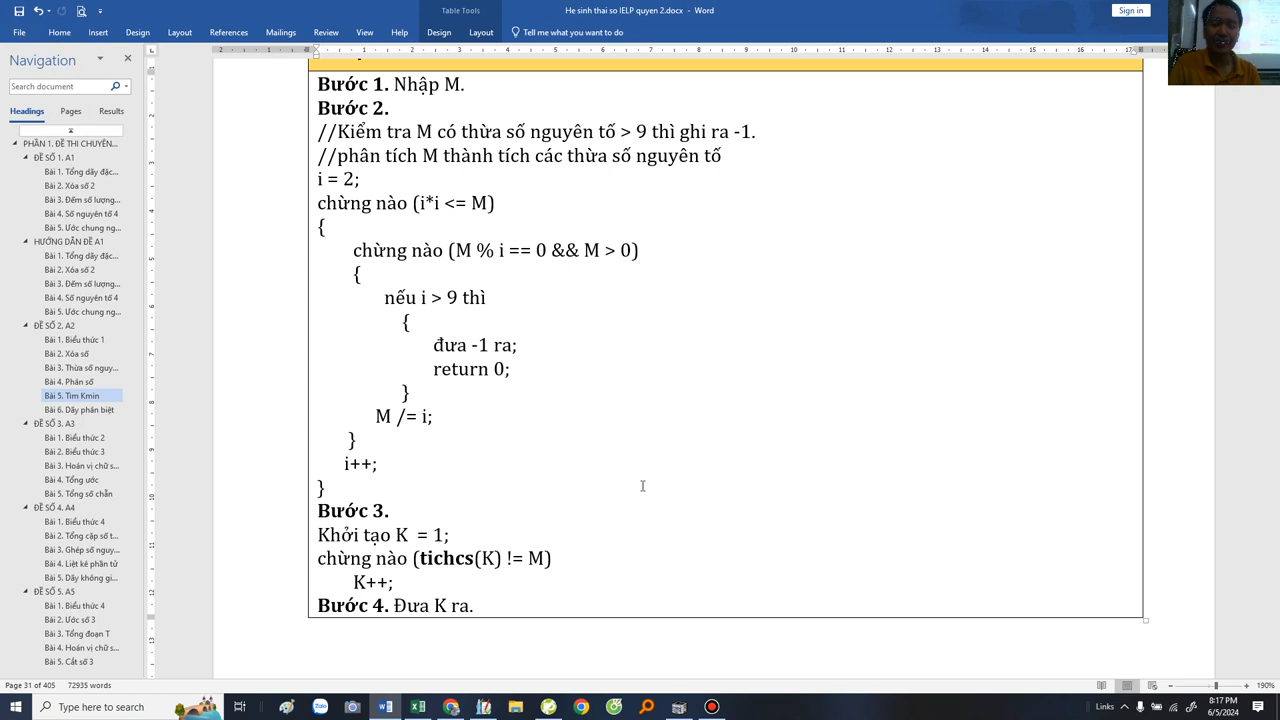 Table Tools
He sinh thai so IELP quyen 2.docx - Word
Sign in
File
Home
Insert
Design
Layout
References
Mailings
Review
View
Help
Design
Layout
Tell me what you want to do
Navigation
Search document
Headings
Pages
Results
PHẦN 1. ĐỀ THI CHUYÊN...
ĐỀ SỐ 1. A1
Bài 1. Tổng dãy đặc...
Bài 2. Xóa số 2
Bài 3. Đếm số lượng...
Bài 4. Số nguyên tố 4
Bài 5. Ước chung ng...
HƯỚNG DẪN ĐỀ A1
Bài 1. Tổng dãy đặc...
Bài 2. Xóa số 2
Bài 3. Đếm số lượng...
Bài 4. Số nguyên tố 4
Bài 5. Ước chung ng...
ĐỀ SỐ 2. A2
Bài 1. Biểu thức 1
Bài 2. Xóa số
Bài 3. Thừa số nguy...
Bài 4. Phân số
Bài 5. Tìm Kmin
Bài 6. Dãy phân biệt
ĐỀ SỐ 3. A3
Bài 1. Biểu thức 2
Bài 2. Biểu thức 3
Bài 3. Hoán vị chữ s...
Bài 4. Tổng ước
Bài 5. Tổng số chẵn
ĐỀ SỐ 4. A4
Bài 1. Biểu thức 4
Bài 2. Tổng cặp số t...
Bài 3. Ghép số nguy...
Bài 4. Liệt kê phần tử
Bài 5. Dãy không gi...
ĐỀ SỐ 5. A5
Bài 1. Biểu thức 4
Bài 2. Ước số 3
Bài 3. Tổng đoạn T
Bài 4. Hoán vị chữ s...
Bài 5. Cắt số 3
Bước 1. Nhập M.
Bước 2.
//Kiểm tra M có thừa số nguyên tố > 9 thì ghi ra -1.
//phân tích M thành tích các thừa số nguyên tố
i = 2;
chừng nào (i*i <= M)
{
chừng nào (M % i == 0 && M > 0)
{
nếu i > 9 thì
{
đưa -1 ra;
return 0;
}
M /= i;
}
i++;
}
Bước 3.
Khởi tạo K = 1;
chừng nào (tichcs(K) != M)
K++;
Bước 4. Đưa K ra.
Page 31 of 405
72935 words
190%
Type here to search
8:17 PM
6/5/2024